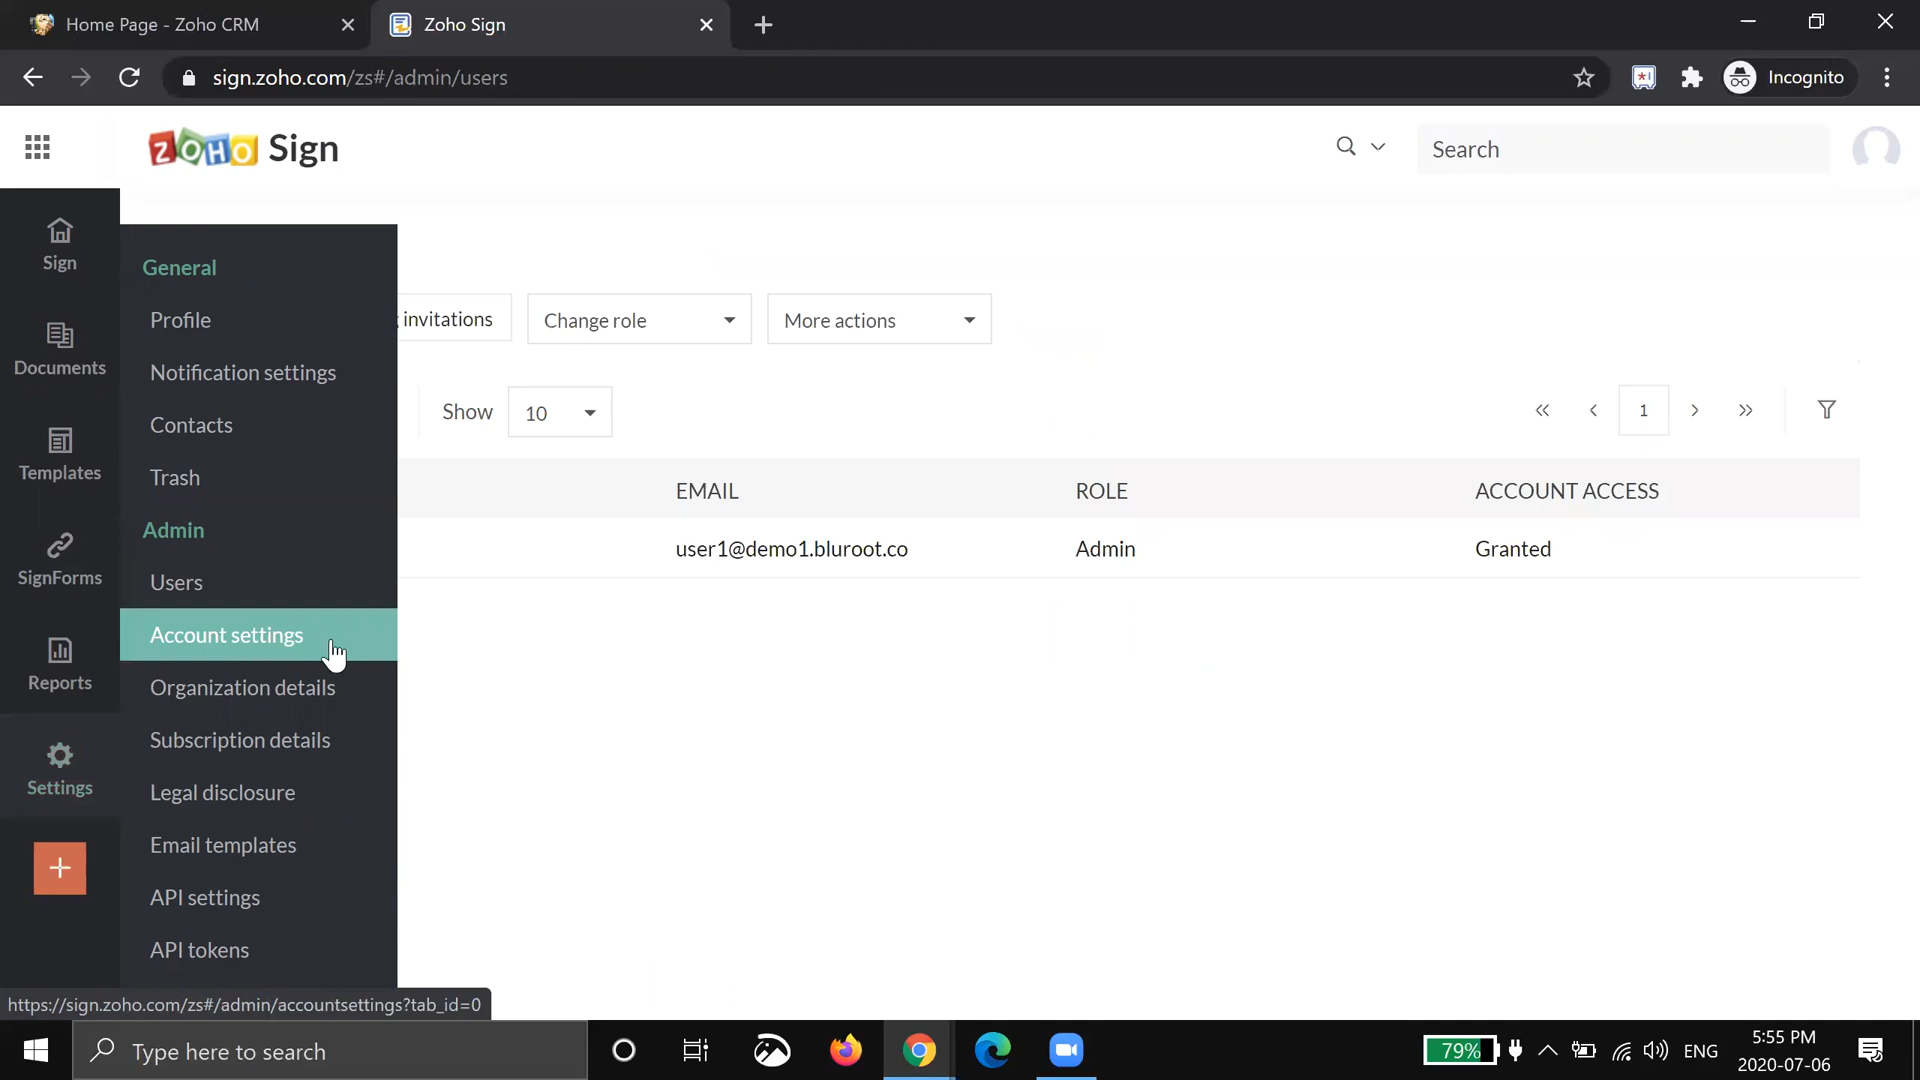 Home Page - Zoho CRM
Zoho Sign
sign.zoho.com/zs#/admin/users
Incognito
ZOHO Sign
Search
Sign
Documents
Templates
SignForms
Reports
Settings
General
Profile
Notification settings
Contacts
Trash
Admin
Users
Account settings
Organization details
Subscription details
Legal disclosure
Email templates
API settings
API tokens
invitations
Change role
More actions
Show 10
1
EMAIL ROLE ACCOUNT ACCESS
user1@demo1.bluroot.co Admin Granted
https://sign.zoho.com/zs#/admin/accountsettings?tab_id=0
Type here to search
79%
ENG
5:55 PM
2020-07-06